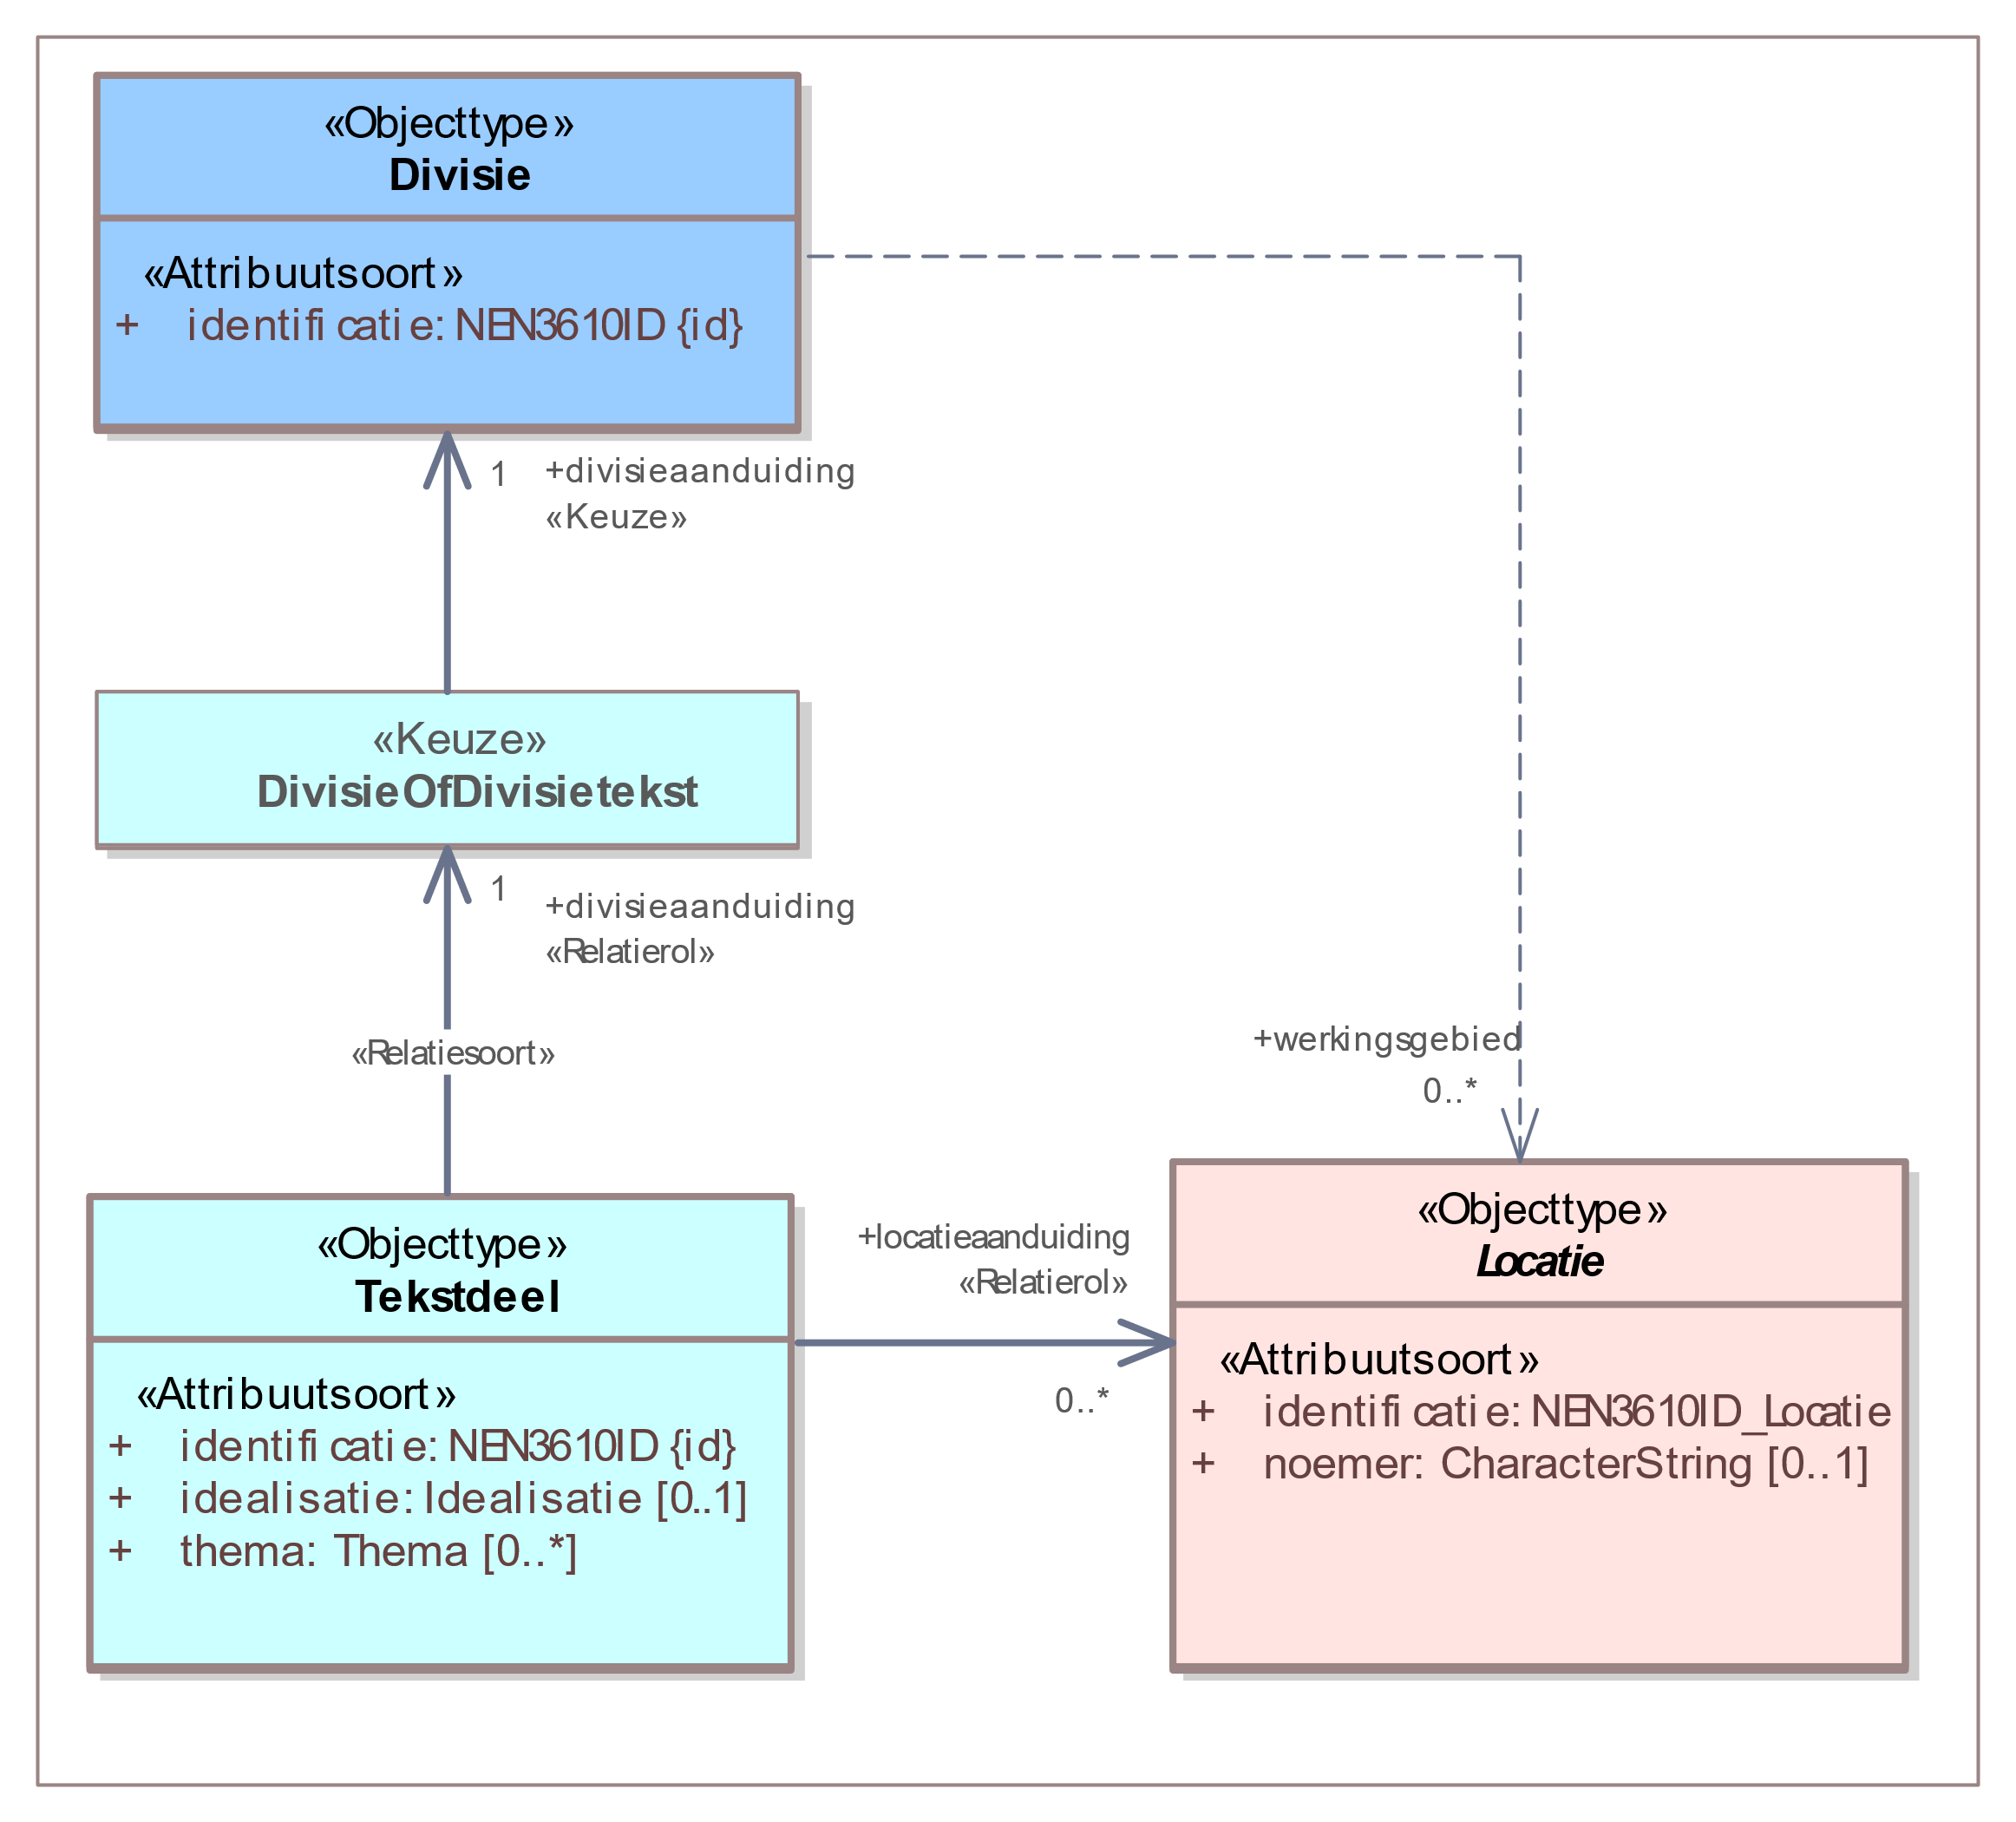 «Objecttype»
Divisie
«Attribuutsoort»
+ identificatie: NEN3610ID {id}
1
+divisieaanduiding
«Keuze»
«Keuze»
DivisieOfDivisietekst
1
+divisieaanduiding
«Relatierol»
«Relatiesoort»
+werkingsgebied
0..*
«Objecttype»
Tekstdeel
«Attribuutsoort»
+ identificatie: NEN3610ID {id}
+ idealisatie: Idealisatie [0..1]
+ thema: Thema [0..*]
+locatieaanduiding
«Relatierol»
0..*
«Objecttype»
Locatie
«Attribuutsoort»
+ identificatie: NEN3610ID_Locatie
+ noemer: CharacterString [0..1]